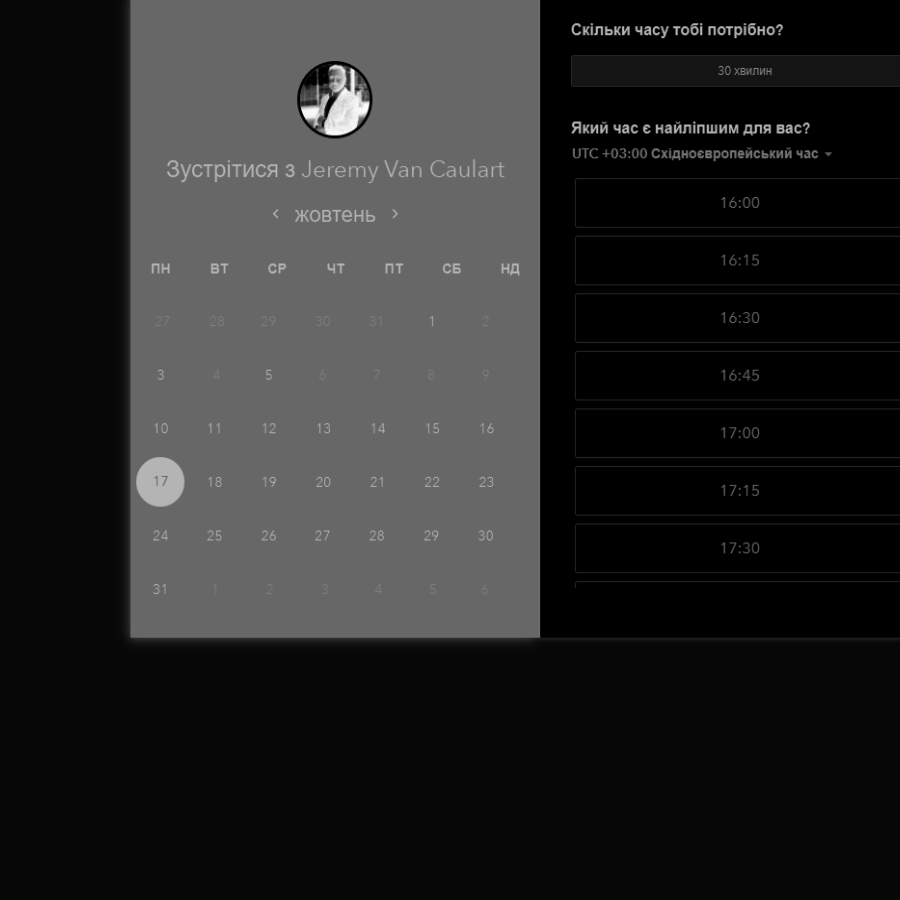 Зустрітися з Jeremy Van Caulart
жовтень
ПН ВТ СР ЧТ ПТ СБ НД
27 28 29 30 31 1 2
3 4 5 6 7 8 9
10 11 12 13 14 15 16
17 18 19 20 21 22 23
24 25 26 27 28 29 30
31 1 2 3 4 5 6
Скільки часу тобі потрібно?
30 хвилин
Який час є найліпшим для вас?
UTC +03:00 Східноєвропейський час
16:00
16:15
16:30
16:45
17:00
17:15
17:30